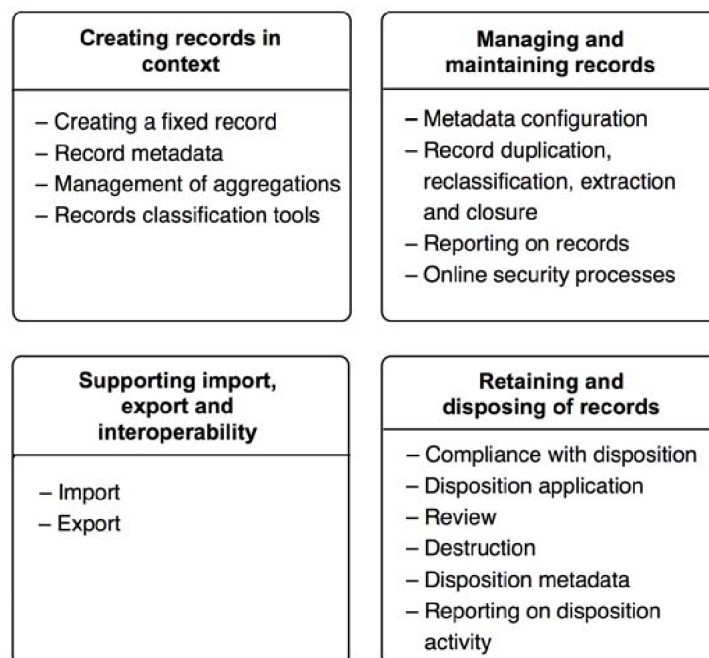 Creating records in
context
– Creating a fixed record
– Record metadata
– Management of aggregations
– Records classification tools
Managing and
maintaining records
– Metadata configuration
– Record duplication,
reclassification, extraction
and closure
– Reporting on records
– Online security processes
Supporting import,
export and
interoperability
– Import
– Export
Retaining and
disposing of records
– Compliance with disposition
– Disposition application
– Review
– Destruction
– Disposition metadata
– Reporting on disposition
activity